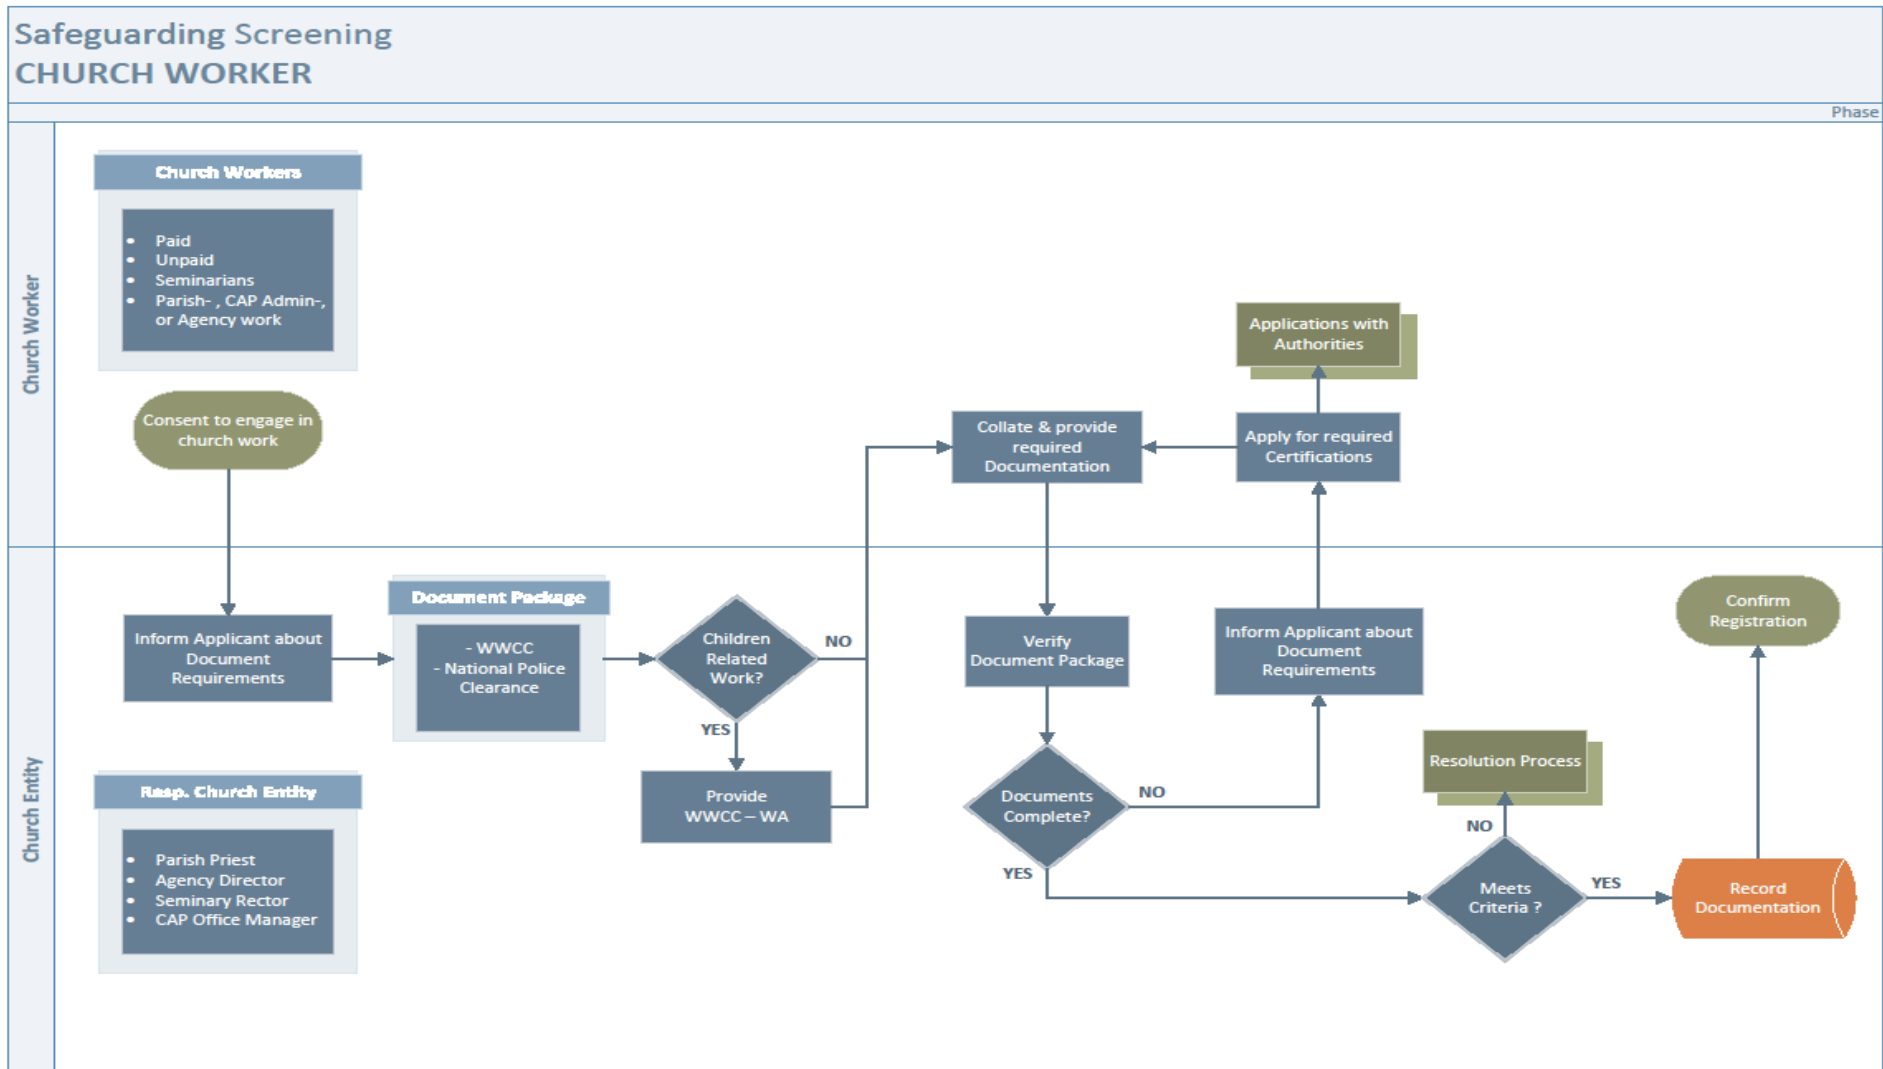 Safeguarding Screening
CHURCH WORKER
Phase
Church Worker
Church Workers
• Paid
• Unpaid
• Seminarians
• Parish- , CAP Admin-,
or Agency work
Consent to engage in
church work
Applications with
Authorities
Collate & provide
required
Documentation
Apply for required
Certifications
Church Entity
Inform Applicant about
Document
Requirements
Document Package
- WWCC
- National Police
Clearance
Children
Related
Work?
NO
YES
Provide
WWCC – WA
Verify
Document Package
Inform Applicant about
Document
Requirements
Confirm
Registration
Documents
Complete?
NO
YES
Resolution Process
NO
Meets
Criteria ?
YES
Record
Documentation
Resp. Church Entity
• Parish Priest
• Agency Director
• Seminary Rector
• CAP Office Manager